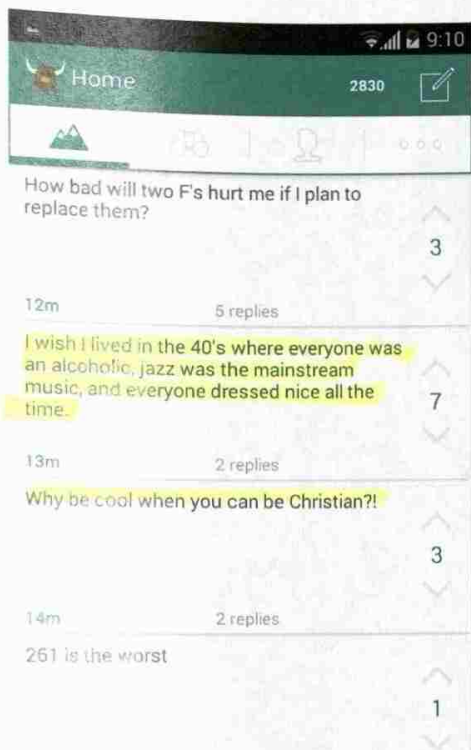 9:10
Home
2830
How bad will two F's hurt me if I plan to
replace them?
3
12m
5 replies
I wish I lived in the 40's where everyone was
an alcoholic, jazz was the mainstream
music, and everyone dressed nice all the
time.
7
13m
2 replies
Why be cool when you can be Christian?!
3
14m
2 replies
261 is the worst
1